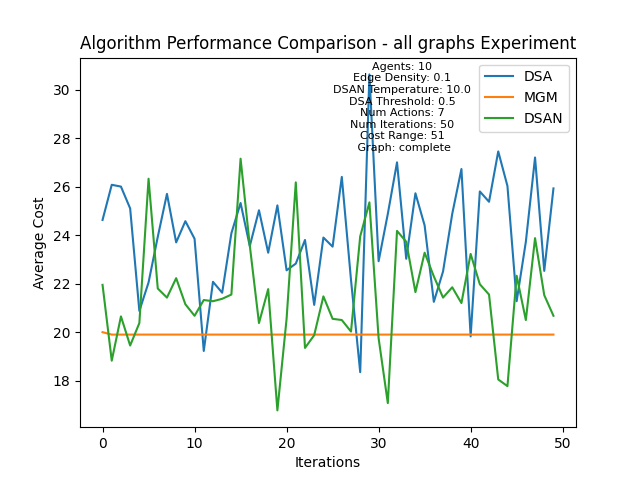 Algorithm Performance Comparison - all graphs Experiment
Agents: 10
Edge Density: 0.1
DSAN Temperature: 10.0
DSA Threshold: 0.5
Num Actions: 7
Num Iterations: 50
Cost Range: 51
Graph: complete
DSA
MGM
DSAN
Average Cost
30
28
26
24
22
20
18
0
10
20
30
40
50
Iterations